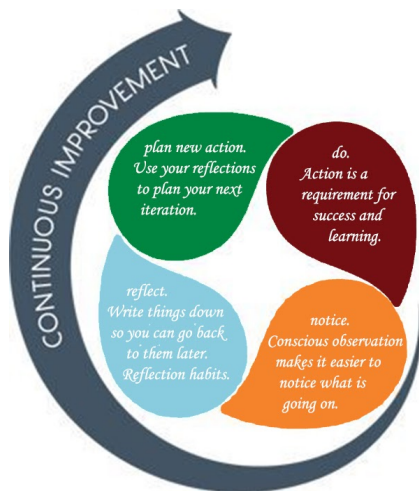 CONTINUOUS IMPROVEMENT
plan new action.
Use your reflections
to plan your next
iteration.
do.
Action is a
requirement for
success and
learning.
reflect.
Write things down
so you can go back
to them later.
Reflection habits.
notice.
Conscious observation
makes it easier to
notice what is
going on.